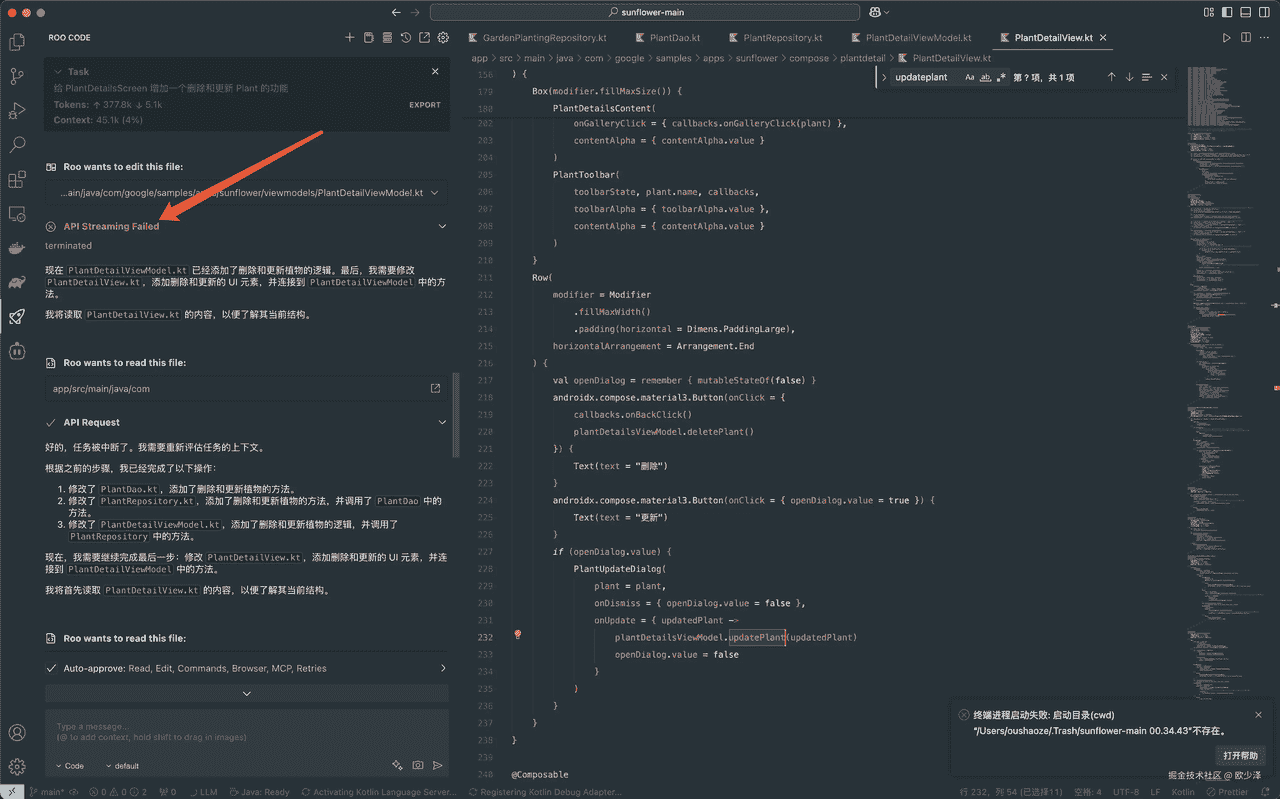 sunflower-main
ROO CODE
Task
给 PlantDetailsScreen 增加一个删除和更新 Plant 的功能
Tokens: ↑ 377.8k ↓ 5.1k
EXPORT
Context: 45.1k (4%)
Roo wants to edit this file:
...ain/java/com/google/samples/apps/sunflower/viewmodels/PlantDetailViewModel.kt
API Streaming Failed
terminated
现在 PlantDetailViewModel.kt 已经添加了删除和更新植物的逻辑。最后，我需要修改
PlantDetailView.kt，添加删除和更新的 UI 元素，并连接到 PlantDetailViewModel 中的方
法。
我将读取 PlantDetailView.kt 的内容，以便了解其当前结构。
Roo wants to read this file:
app/src/main/java/com
API Request
好的，任务被中断了。我需要重新评估任务的上下文。
根据之前的步骤，我已经完成了以下操作：
1. 修改了 PlantDao.kt，添加了删除和更新植物的方法。
2. 修改了 PlantRepository.kt，添加了删除和更新植物的方法，并调用了 PlantDao 中的
方法。
3. 修改了 PlantDetailViewModel.kt，添加了删除和更新植物的逻辑，并调用了
PlantRepository 中的方法。
现在，我需要继续完成最后一步：修改 PlantDetailView.kt，添加删除和更新的 UI 元素，并连
接到 PlantDetailViewModel 中的方法。
我将首先读取 PlantDetailView.kt 的内容，以便了解其当前结构。
Roo wants to read this file:
Auto-approve: Read, Edit, Commands, Browser, MCP, Retries
Type a message...
(@ to add context, hold shift to drag in images)
Code default
GardenPlantingRepository.kt PlantDao.kt PlantRepository.kt PlantDetailViewModel.kt PlantDetailView.kt
app > src > main > java > com > google > samples > apps > sunflower > compose > plantdetail > PlantDetailView.kt
updateplant Aa ab .* 第 ? 项，共 1 项
156 ) {
179 Box(modifier.fillMaxSize()) {
180 PlantDetailsContent(
202 onGalleryClick = { callbacks.onGalleryClick(plant) },
203 contentAlpha = { contentAlpha.value }
204 )
205 PlantToolbar(
206 toolbarState, plant.name, callbacks,
207 toolbarAlpha = { toolbarAlpha.value },
208 contentAlpha = { contentAlpha.value }
209 )
210 }
211 Row(
212 modifier = Modifier
213 .fillMaxWidth()
214 .padding(horizontal = Dimens.PaddingLarge),
215 horizontalArrangement = Arrangement.End
216 ) {
217 val openDialog = remember { mutableStateOf(false) }
218 androidx.compose.material3.Button(onClick = {
219 callbacks.onBackClick()
220 plantDetailsViewModel.deletePlant()
221 }) {
222 Text(text = "删除")
223 }
224 androidx.compose.material3.Button(onClick = { openDialog.value = true }) {
225 Text(text = "更新")
226 }
227 if (openDialog.value) {
228 PlantUpdateDialog(
229 plant = plant,
230 onDismiss = { openDialog.value = false },
231 onUpdate = { updatedPlant ->
232 plantDetailsViewModel.updatePlant(updatedPlant)
233 openDialog.value = false
234 }
235 )
236 }
237 }
238 }
239
240 @Composable
终端进程启动失败: 启动目录(cwd)
"/Users/oushaoze/.Trash/sunflower-main 00.34.43"不存在。
打开帮助
掘金技术社区 @ 欧少泽
main* 0 0 2 0 LLM Java: Ready Activating Kotlin Language Server... Registering Kotlin Debug Adapter... 行 232，列 54 (已选择11) 空格: 4 UTF-8 LF Kotlin Prettier